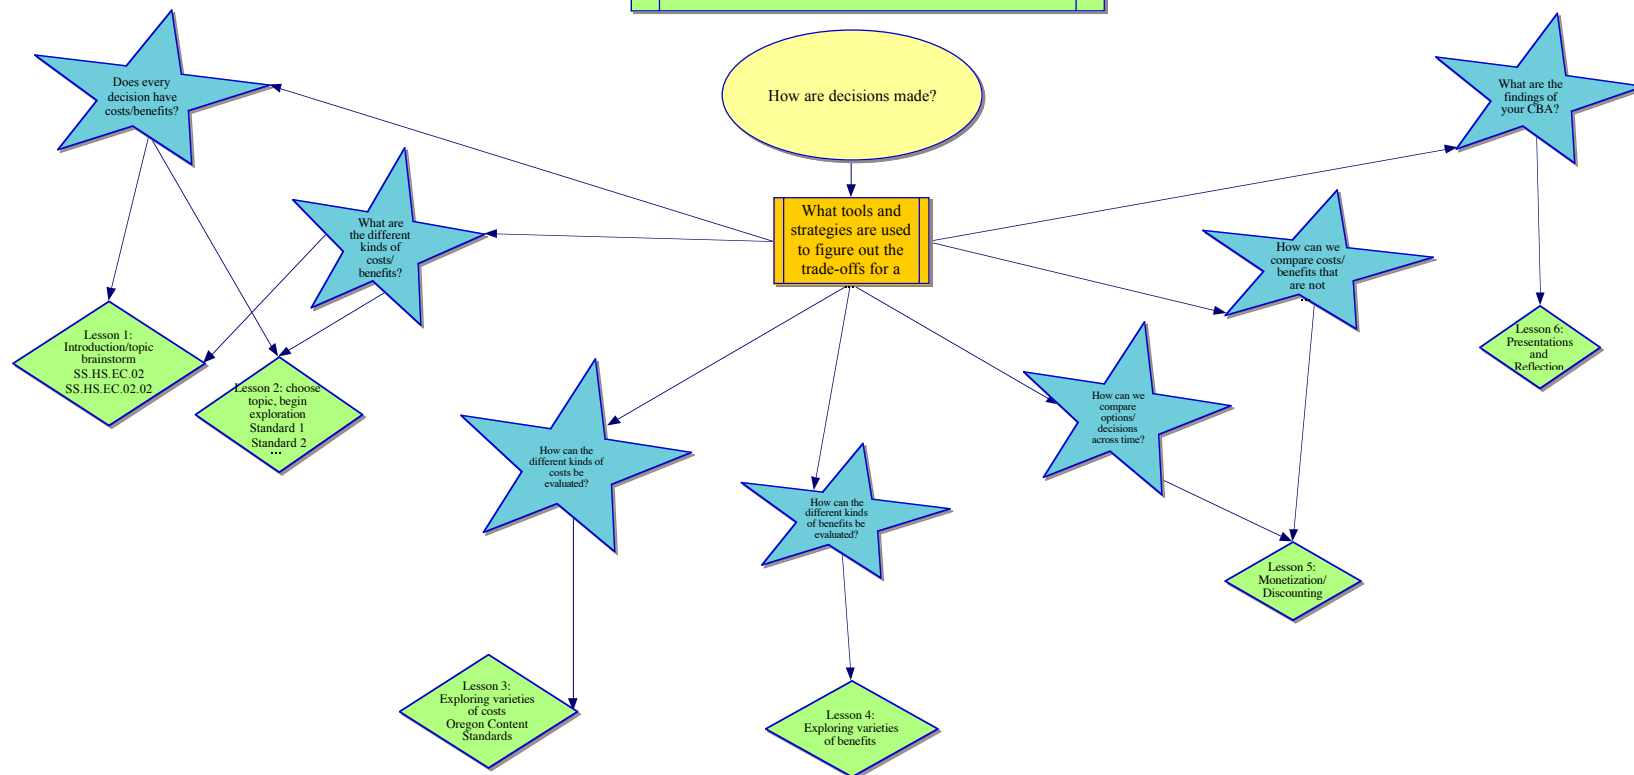 How are decisions made?
What tools and
strategies are used
to figure out the
trade-offs for a
...
Does every
decision have
costs/benefits?
What are
the different
kinds of
costs/
benefits?
How can the
different kinds of
costs be
evaluated?
How can the
different kinds
of benefits be
evaluated?
How can we
compare
options/
decisions
across time?
How can we
compare costs/
benefits that
are not
...
What are the
findings of
your CBA?
Lesson 1:
Introduction/topic
brainstorm
SS.HS.EC.02
SS.HS.EC.02.02
Lesson 2: choose
topic, begin
exploration
Standard 1
Standard 2
...
Lesson 3:
Exploring varieties
of costs
Oregon Content
Standards
Lesson 4:
Exploring varieties
of benefits
Lesson 5:
Monetization/
Discounting
Lesson 6:
Presentations
and
Reflection